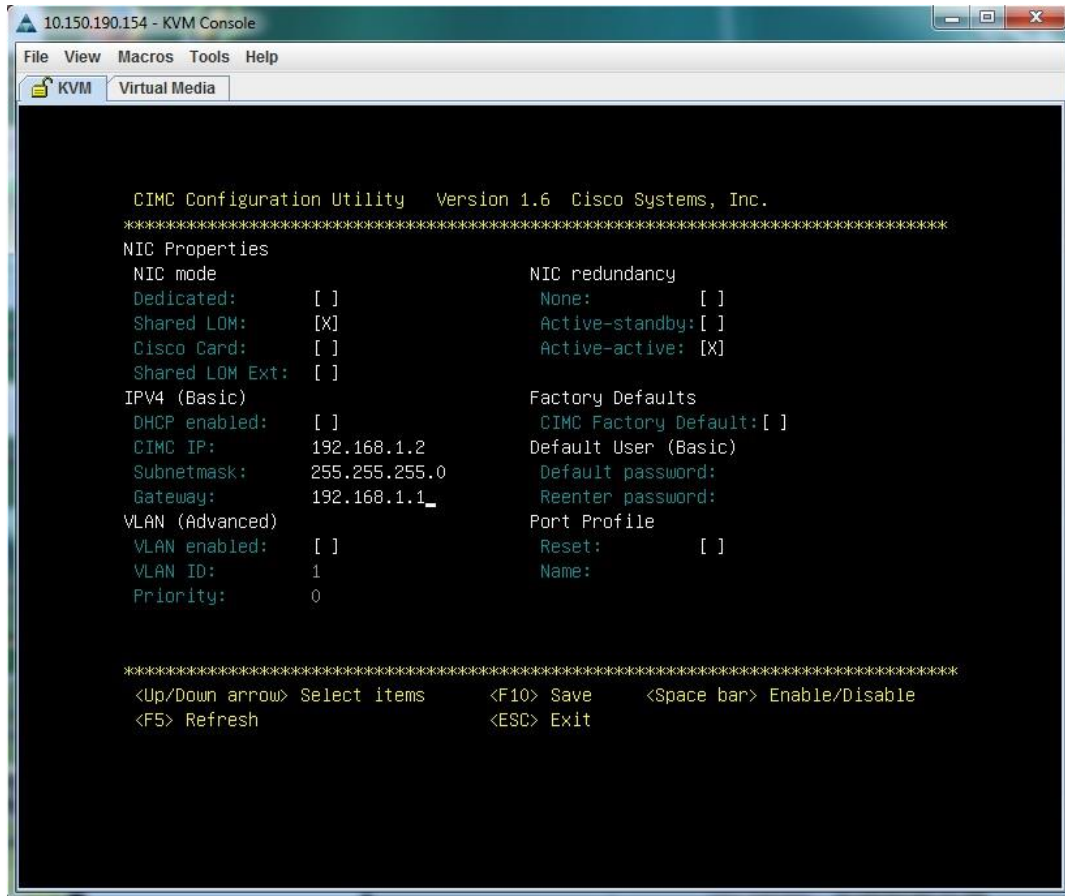 10.150.190.154 - KVM Console
File View Macros Tools Help
KVM Virtual Media
CIMC Configuration Utility Version 1.6 Cisco Systems, Inc.
******************************************************************************
NIC Properties
NIC mode NIC redundancy
Dedicated: [ ] None: [ ]
Shared LOM: [X] Active-standby:[ ]
Cisco Card: [ ] Active-active: [X]
Shared LOM Ext: [ ]
IPV4 (Basic) Factory Defaults
DHCP enabled: [ ] CIMC Factory Default:[ ]
CIMC IP: 192.168.1.2 Default User (Basic)
Subnetmask: 255.255.255.0 Default password:
Gateway: 192.168.1.1_ Reenter password:
VLAN (Advanced) Port Profile
VLAN enabled: [ ] Reset: [ ]
VLAN ID: 1 Name:
Priority: 0
*******************************************************************************
<Up/Down arrow> Select items <F10> Save <Space bar> Enable/Disable
<F5> Refresh <ESC> Exit